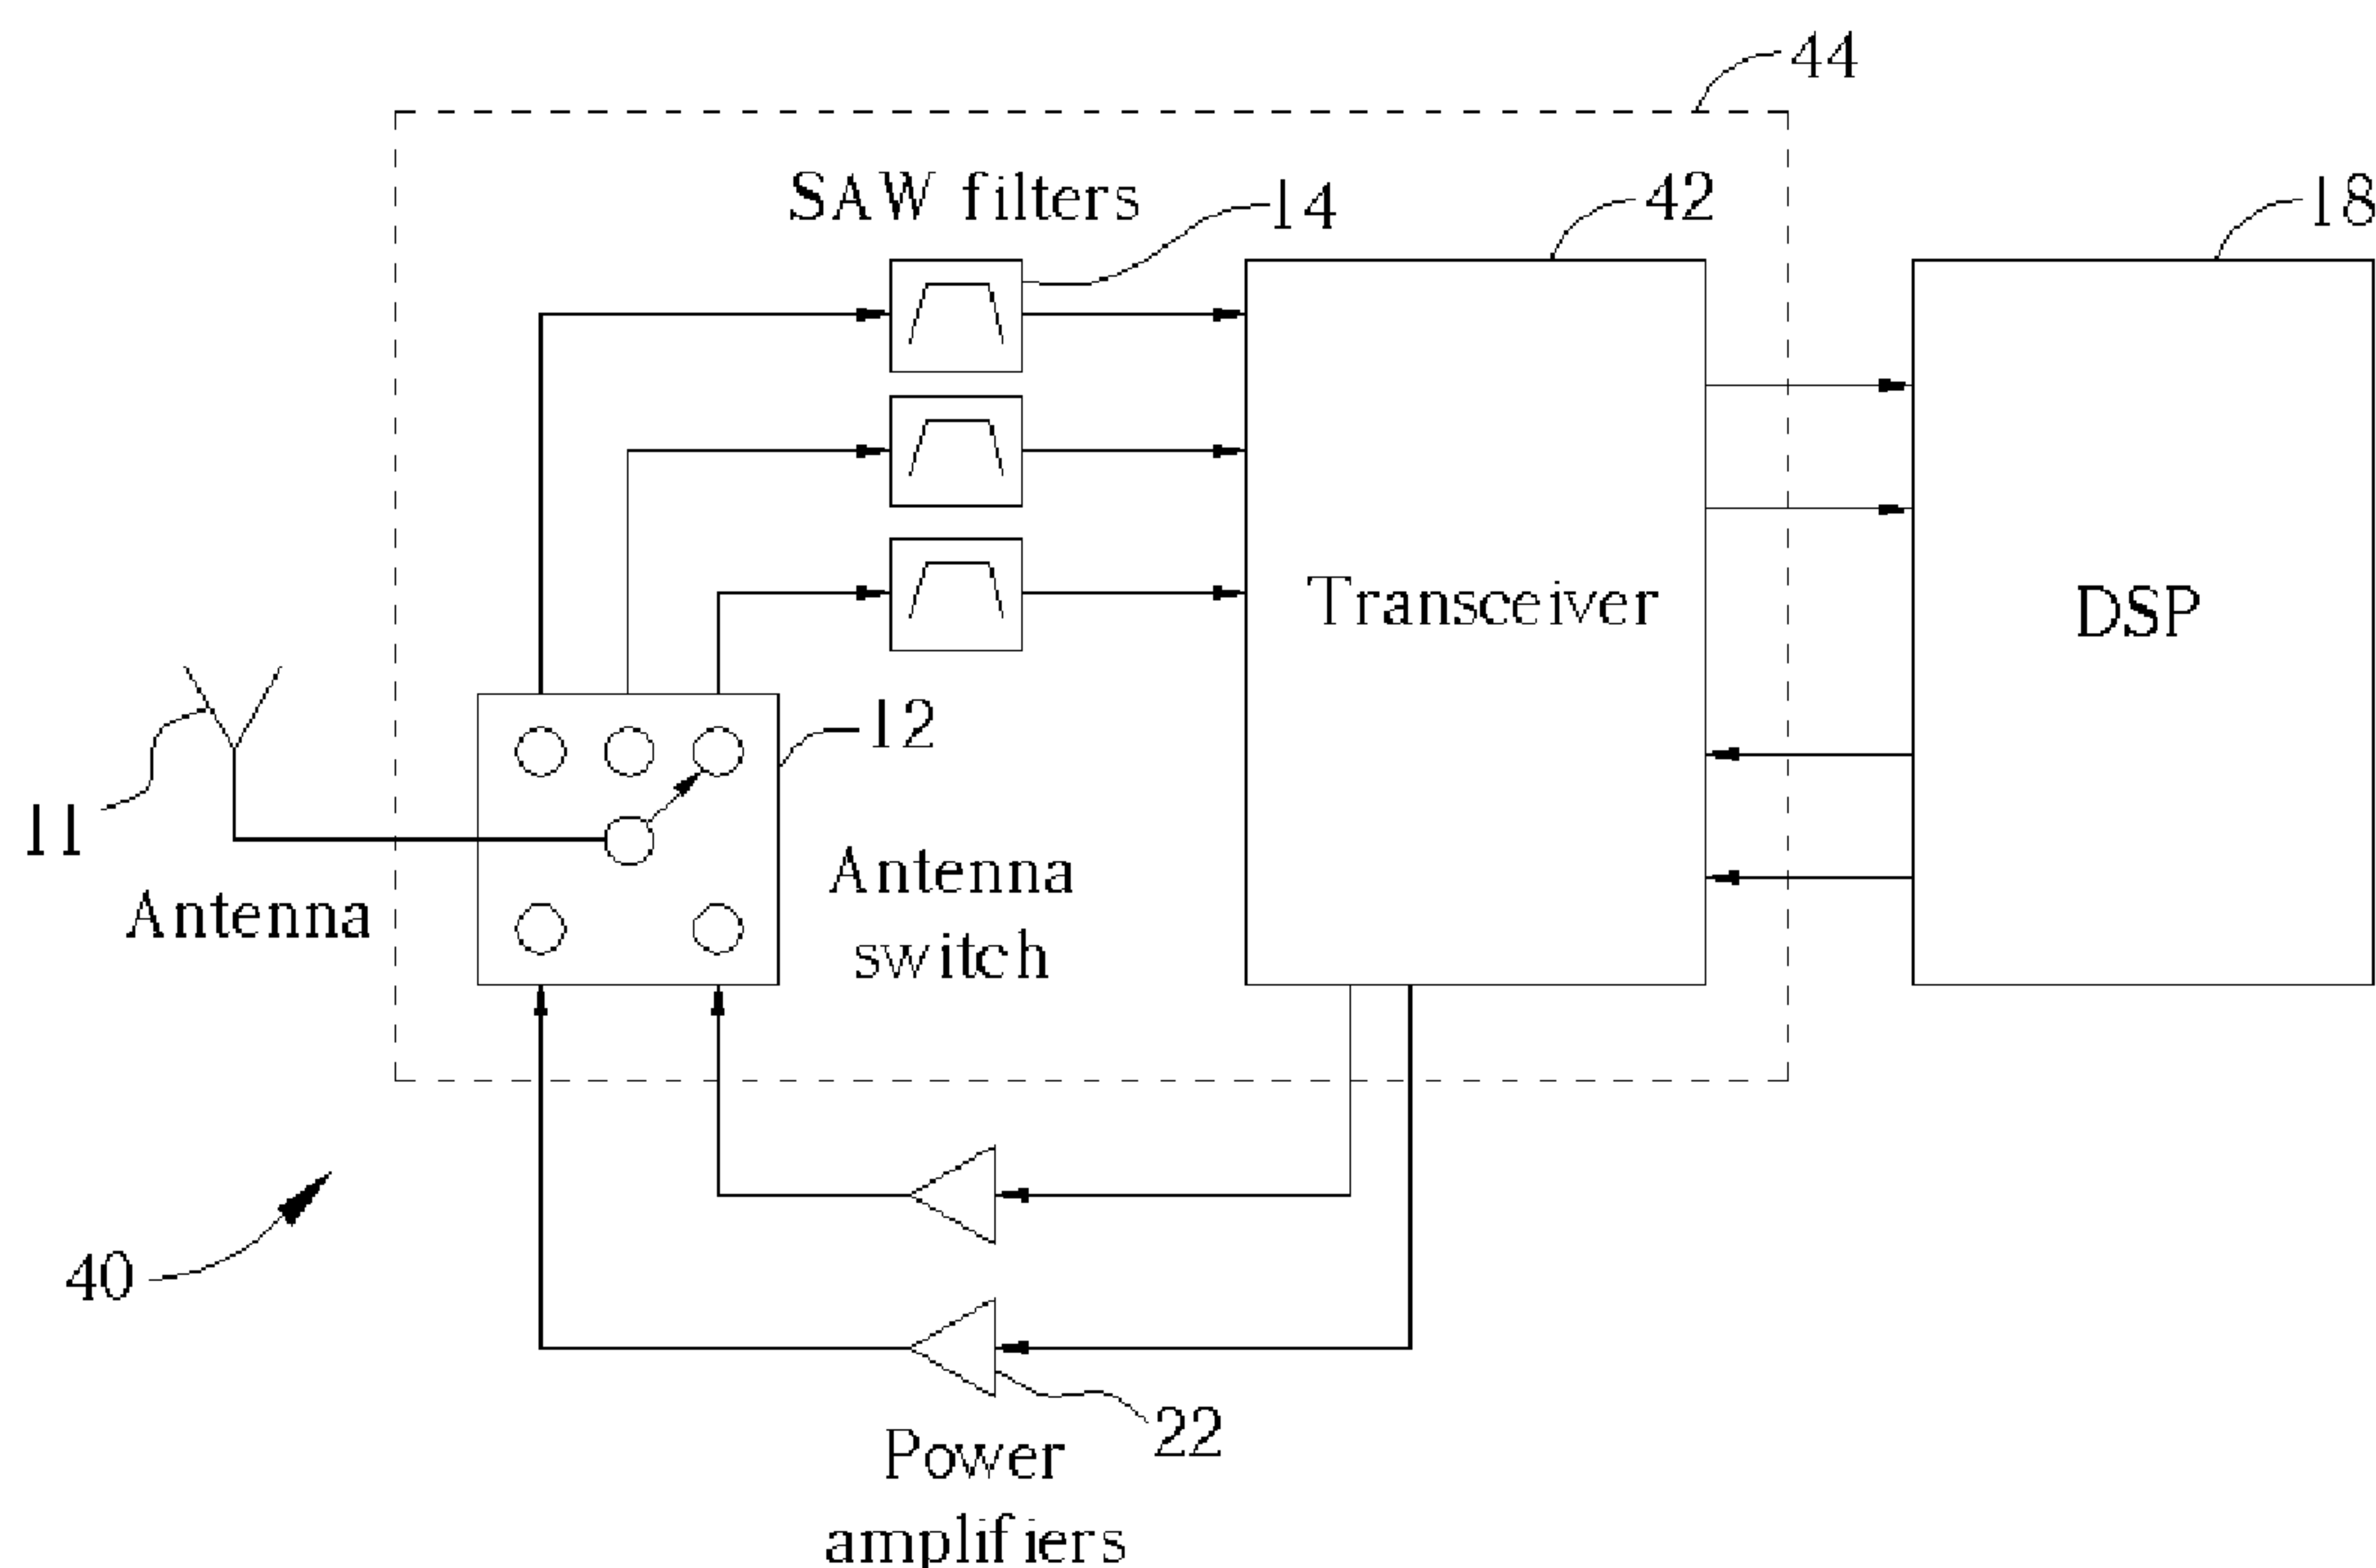 44
SAW filters
14
42
18
Transceiver
DSP
12
11
Antenna
Antenna
switch
40
22
Power
amplifiers